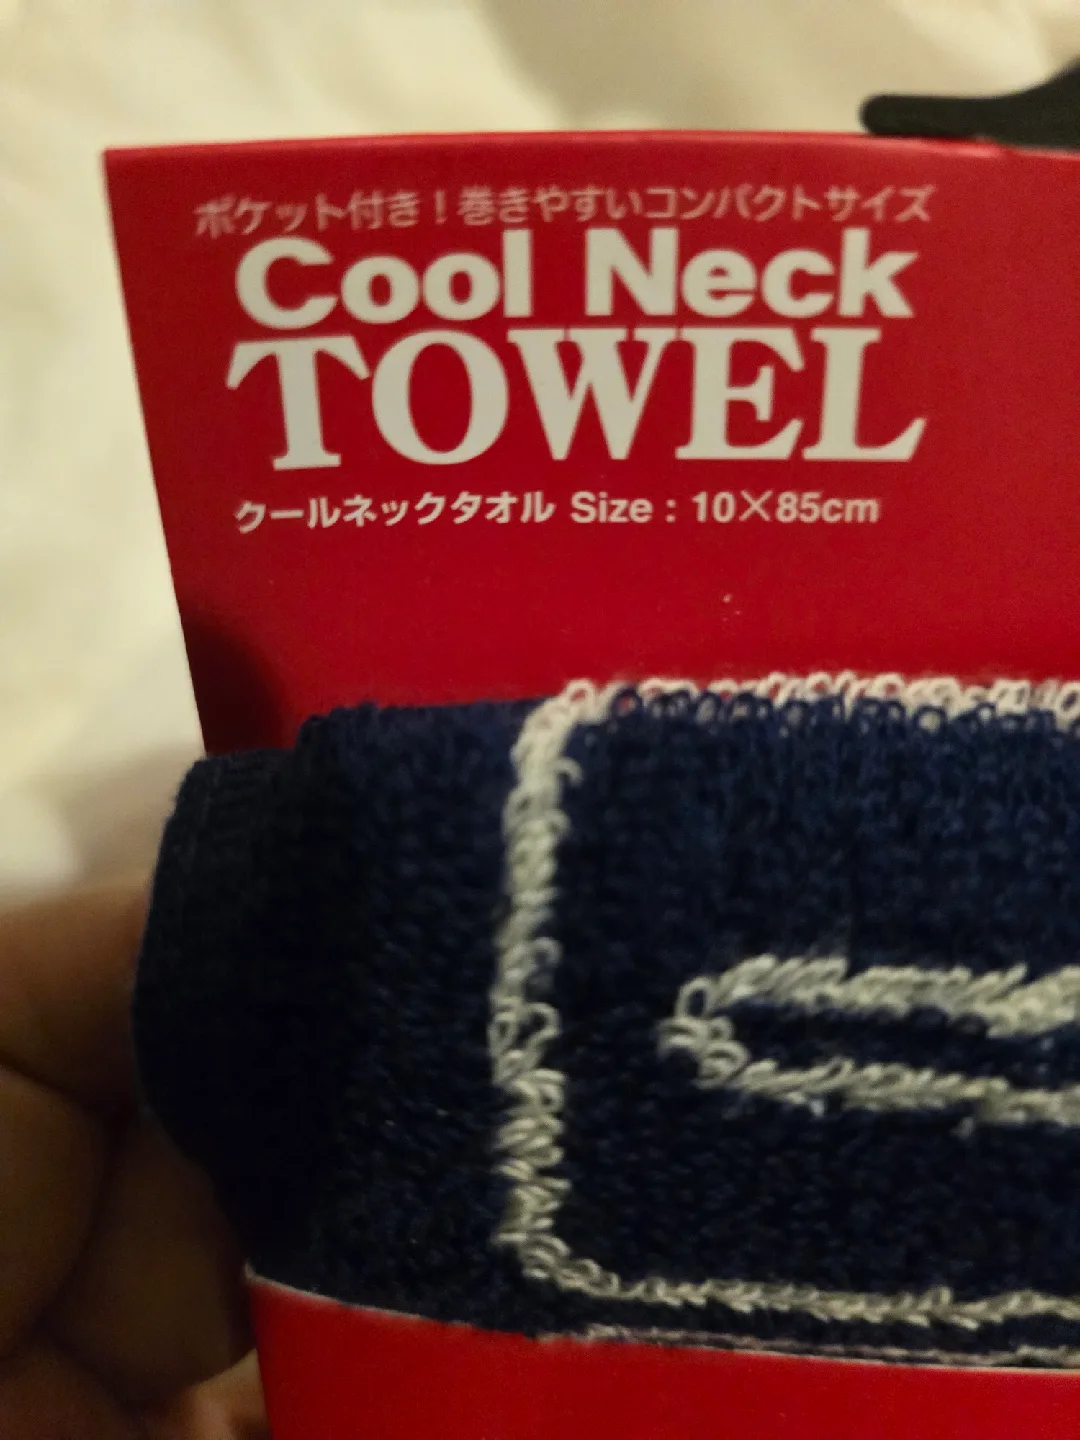 ポケット付き！巻きやすいコンパクトサイズ
Cool Neck
TOWEL
クールネックタオル Size : 10×85cm